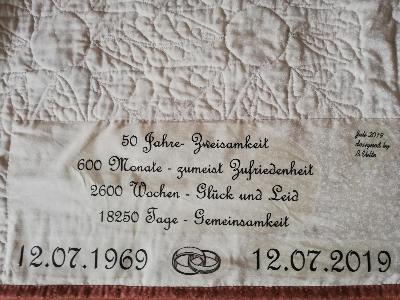 50 Jahre- Zweisamkeit
600 Monate - zumeist Zufriedenheit
2600 Wochen - Glück und Leid
18250 Tage - Gemeinsamkeit
12.07.1969 12.07.2019
Juli 2019
designed by